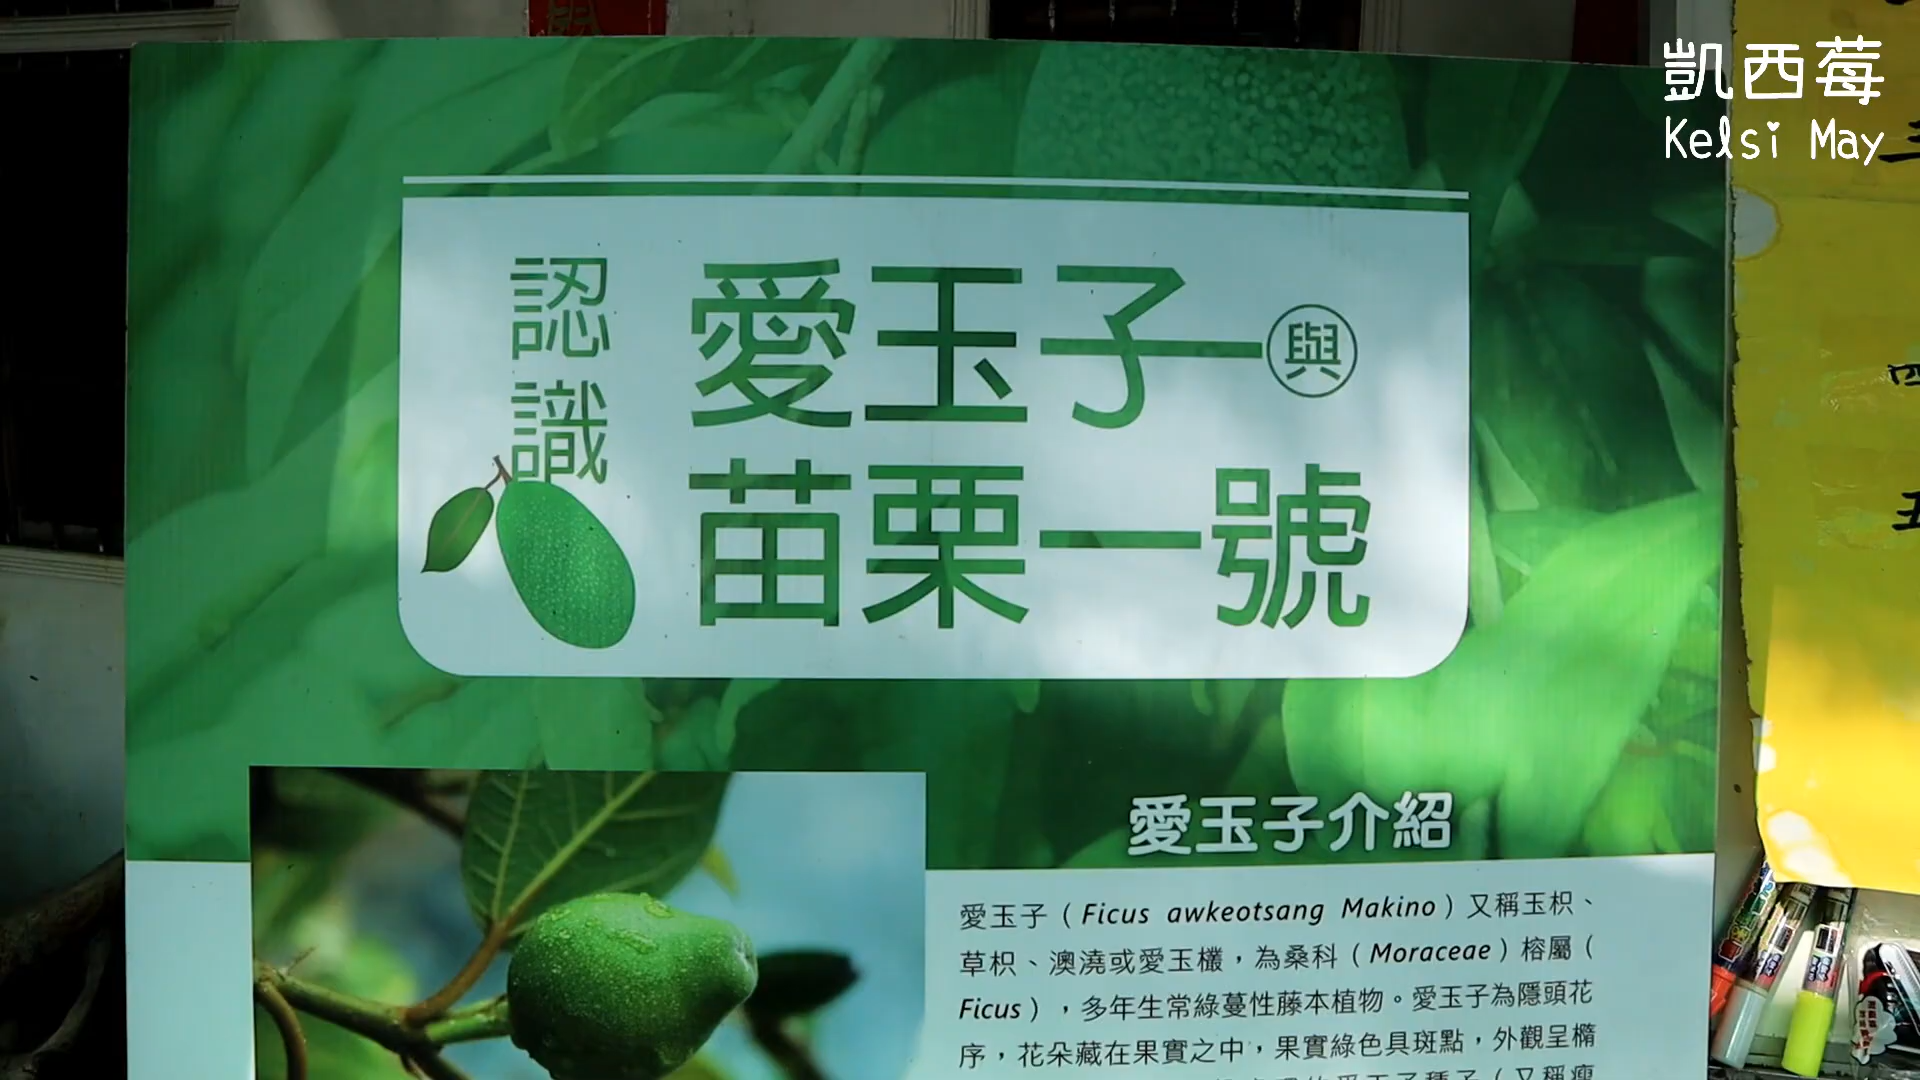 凱西莓
Kelsi May
認識
愛玉子與
苗栗一號
愛玉子介紹
愛玉子（Ficus awkeotsang Makino）又稱玉枳、
草枳、澳澆或愛玉欉，為桑科（Moraceae）榕屬（
Ficus），多年生常綠蔓性藤本植物。愛玉子為隱頭花
序，花朵藏在果實之中，果實綠色具斑點，外觀呈橢
四
五